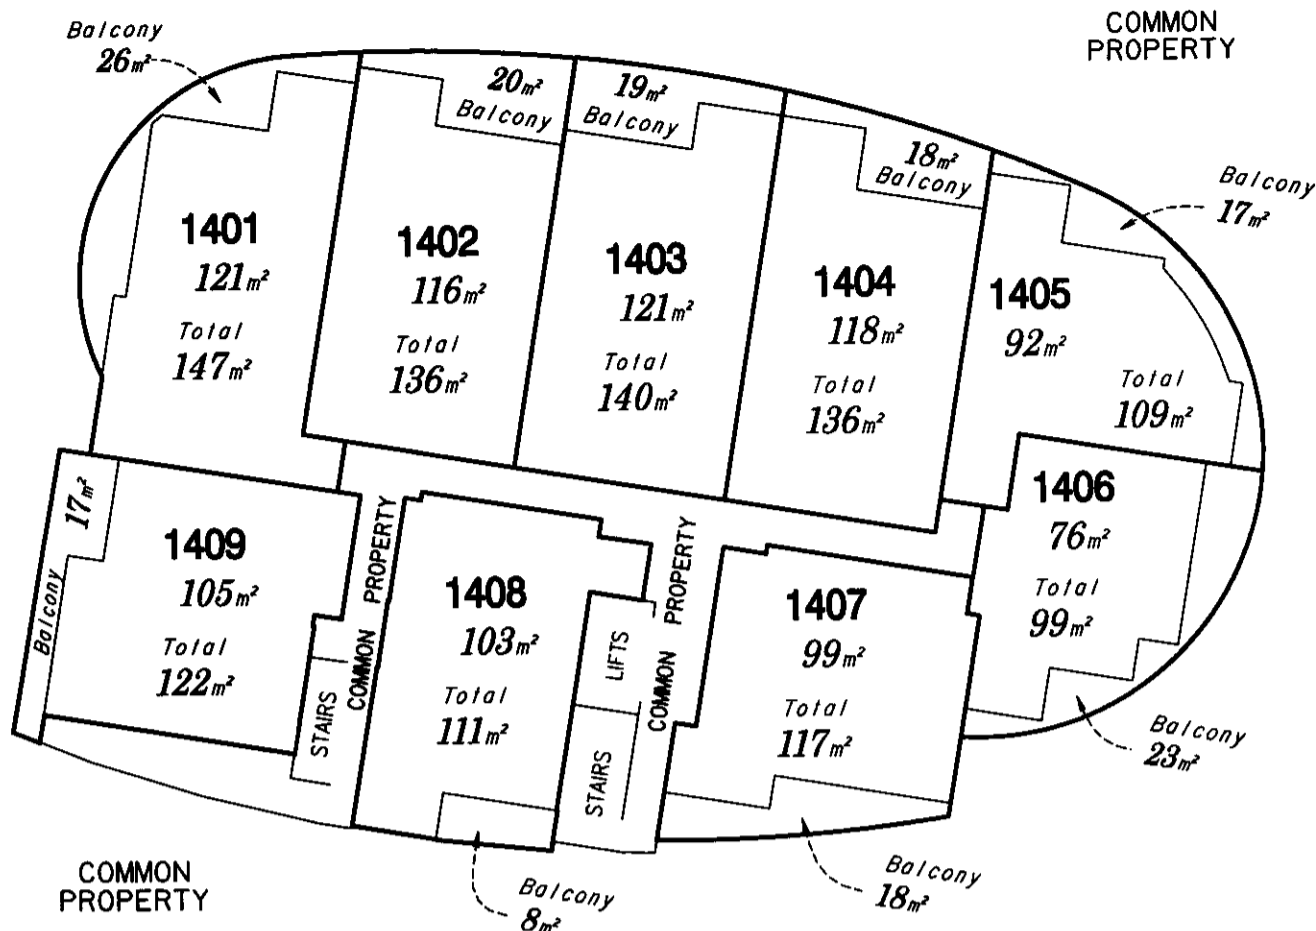 COMMON
PROPERTY
Balcony
26m²
20m²
Balcony
19m²
Balcony
18m²
Balcony
Balcony
17m²
1401
121m²
Total
147m²
1402
116m²
Total
136m²
1403
121m²
Total
140m²
1404
118m²
Total
136m²
1405
92m²
Total
109m²
1406
76m²
Total
99m²
Balcony
23m²
17m²
Balcony
1409
105m²
Total
122m²
STAIRS
COMMON PROPERTY
1408
103m²
Total
111m²
LIFTS
STAIRS
COMMON PROPERTY
1407
99m²
Total
117m²
Balcony
18m²
Balcony
8m²
COMMON
PROPERTY